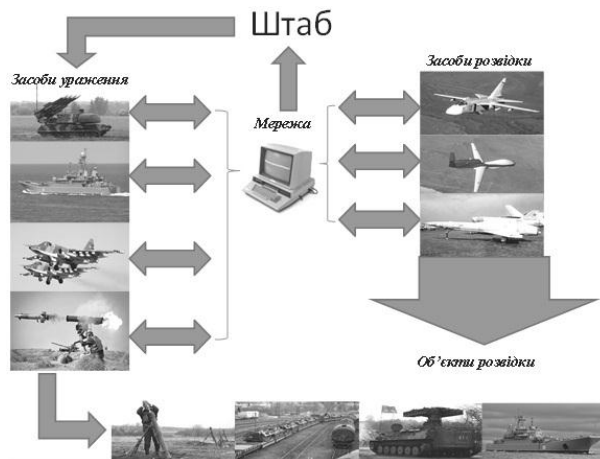 Штаб
Засоби ураження
Засоби розвідки
Мережа
Об’єкти розвідки